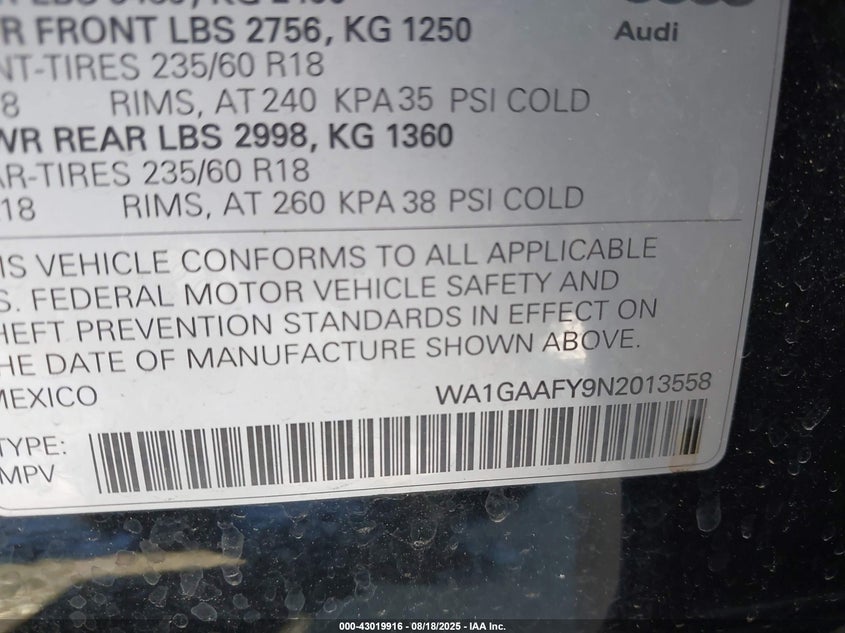 Audi
R FRONT LBS 2756, KG 1250
NT-TIRES 235/60 R18
8 RIMS, AT 240 KPA 35 PSI COLD
WR REAR LBS 2998, KG 1360
AR-TIRES 235/60 R18
18 RIMS, AT 260 KPA 38 PSI COLD
IS VEHICLE CONFORMS TO ALL APPLICABLE
S. FEDERAL MOTOR VEHICLE SAFETY AND
HEFT PREVENTION STANDARDS IN EFFECT ON
HE DATE OF MANUFACTURE SHOWN ABOVE.
MEXICO WA1GAAFY9N2013558
TYPE:
MPV
000-43019916 - 08/18/2025 - IAA Inc.